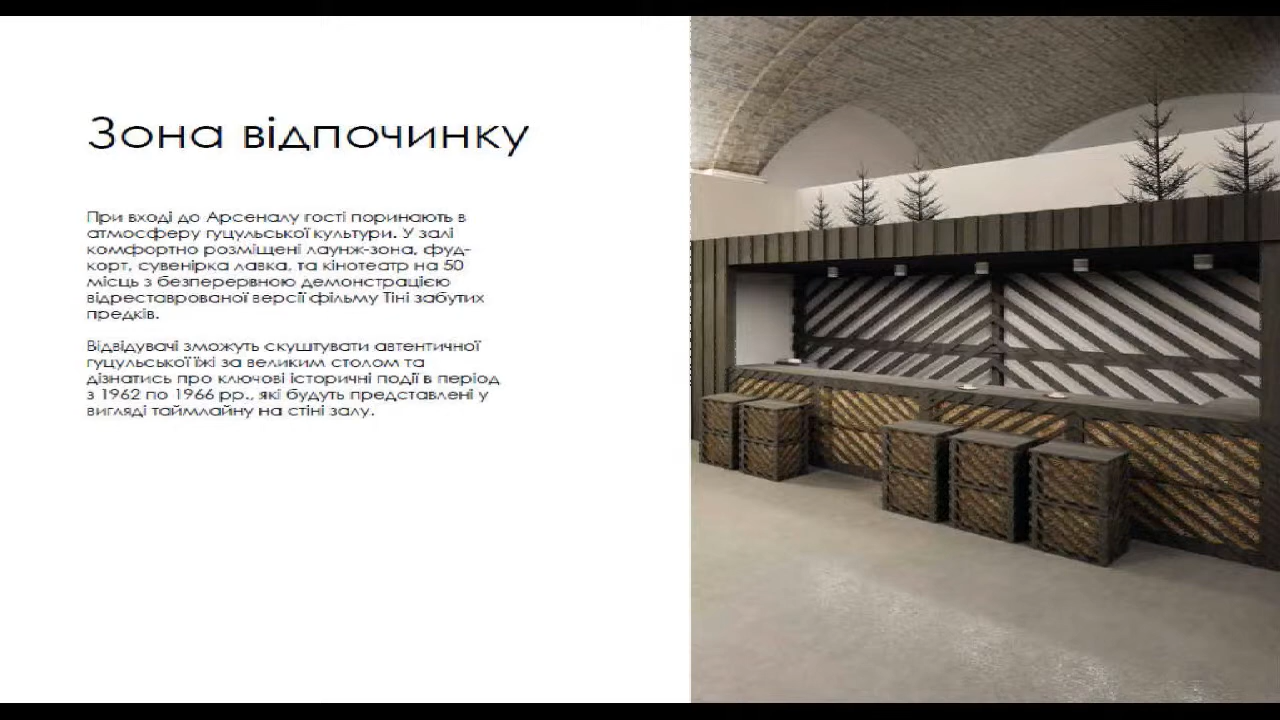 Зона відпочинку
При вході до Арсеналу гості поринають в
атмосферу гуцульської культури. У залі
комфортно розміщені лаунж-зона, фуд-
корт, сувенірка лавка, та кінотеатр на 50
місць з безперервною демонстрацією
відреставрованої версії фільму Тіні забутих
предків.
Відвідувачі зможуть скуштувати автентичної
гуцульської їжі за великим столом та
дізнатись про ключові історичні події в період
з 1962 по 1966 рр., які будуть представлені у
вигляді таймлайну на стіні залу.